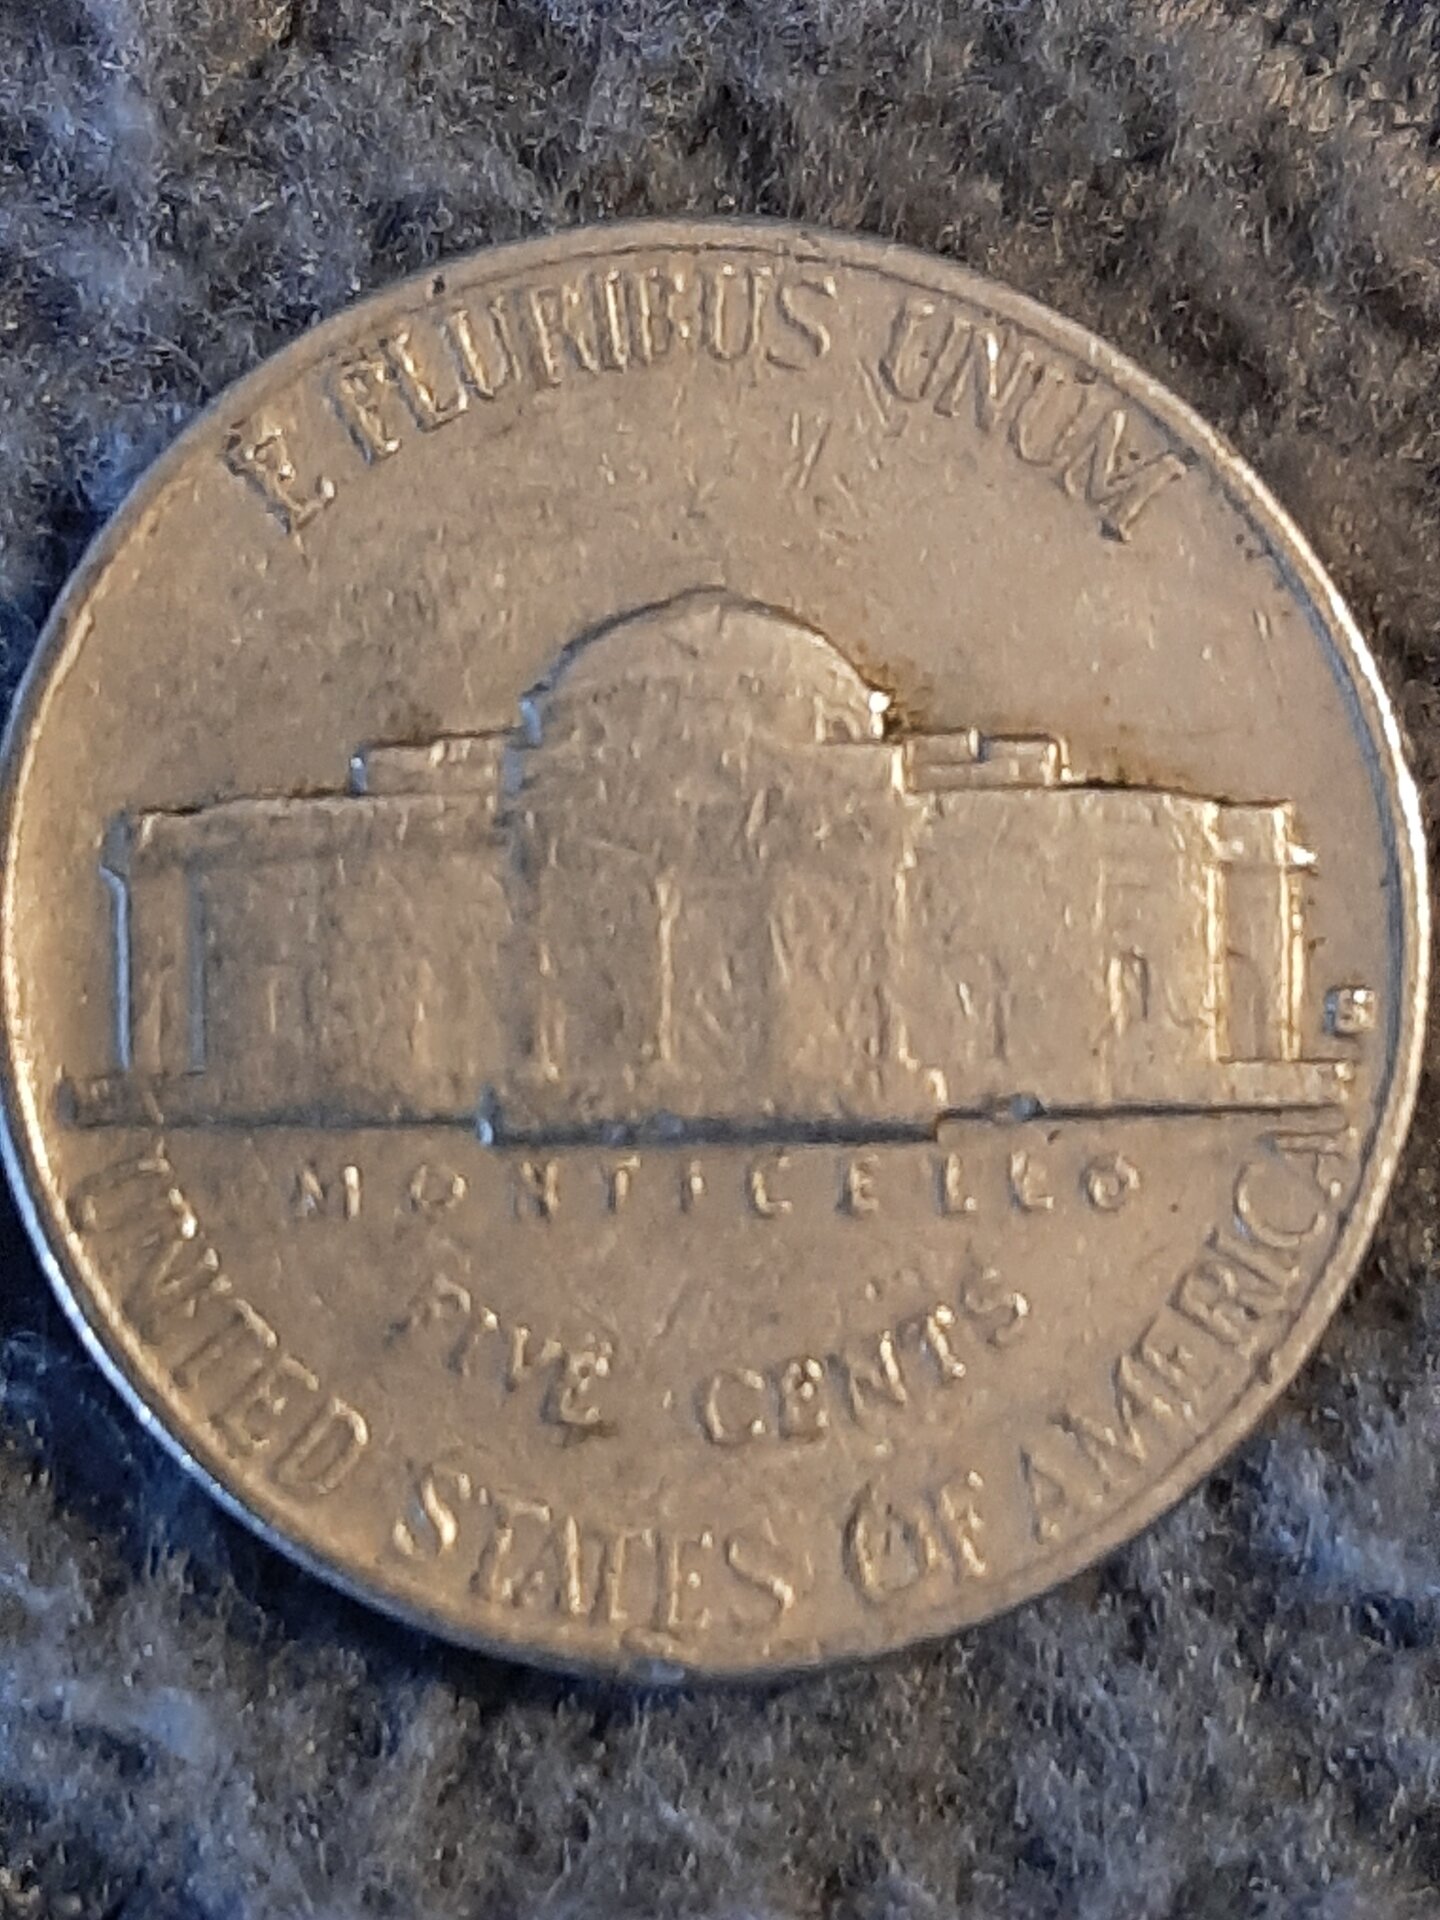 E PLURIBUS UNUM
S
MONTICELLO
FIVE CENTS
UNITED STATES OF AMERICA